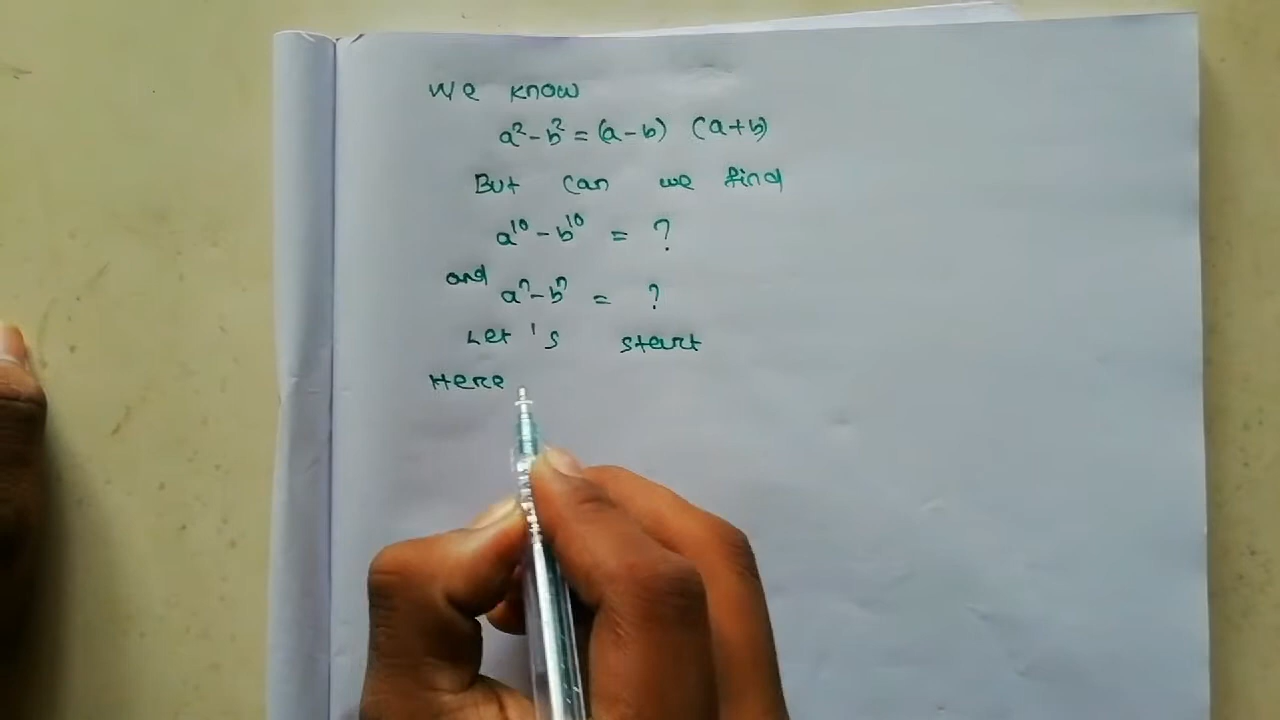 We know
a² - b² = (a - b) (a + b)
But can we find
a¹⁰ - b¹⁰ = ?
and aⁿ - bⁿ = ?
Let's start
Here